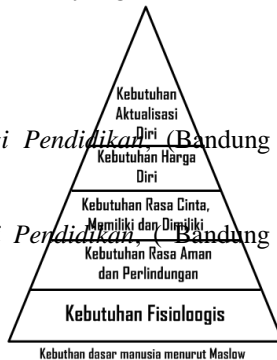 Kebutuhan
Aktualisasi
Diri
i Pendidikan, (Bandung
Kebutuhan Harga
Diri
Kebutuhan Rasa Cinta,
Memiliki dan Dimiliki
i Pendidikan, ( Bandung
Kebutuhan Rasa Aman
dan Perlindungan
Kebutuhan Fisioloogis
Kebuthan dasar manusia menurut Maslow